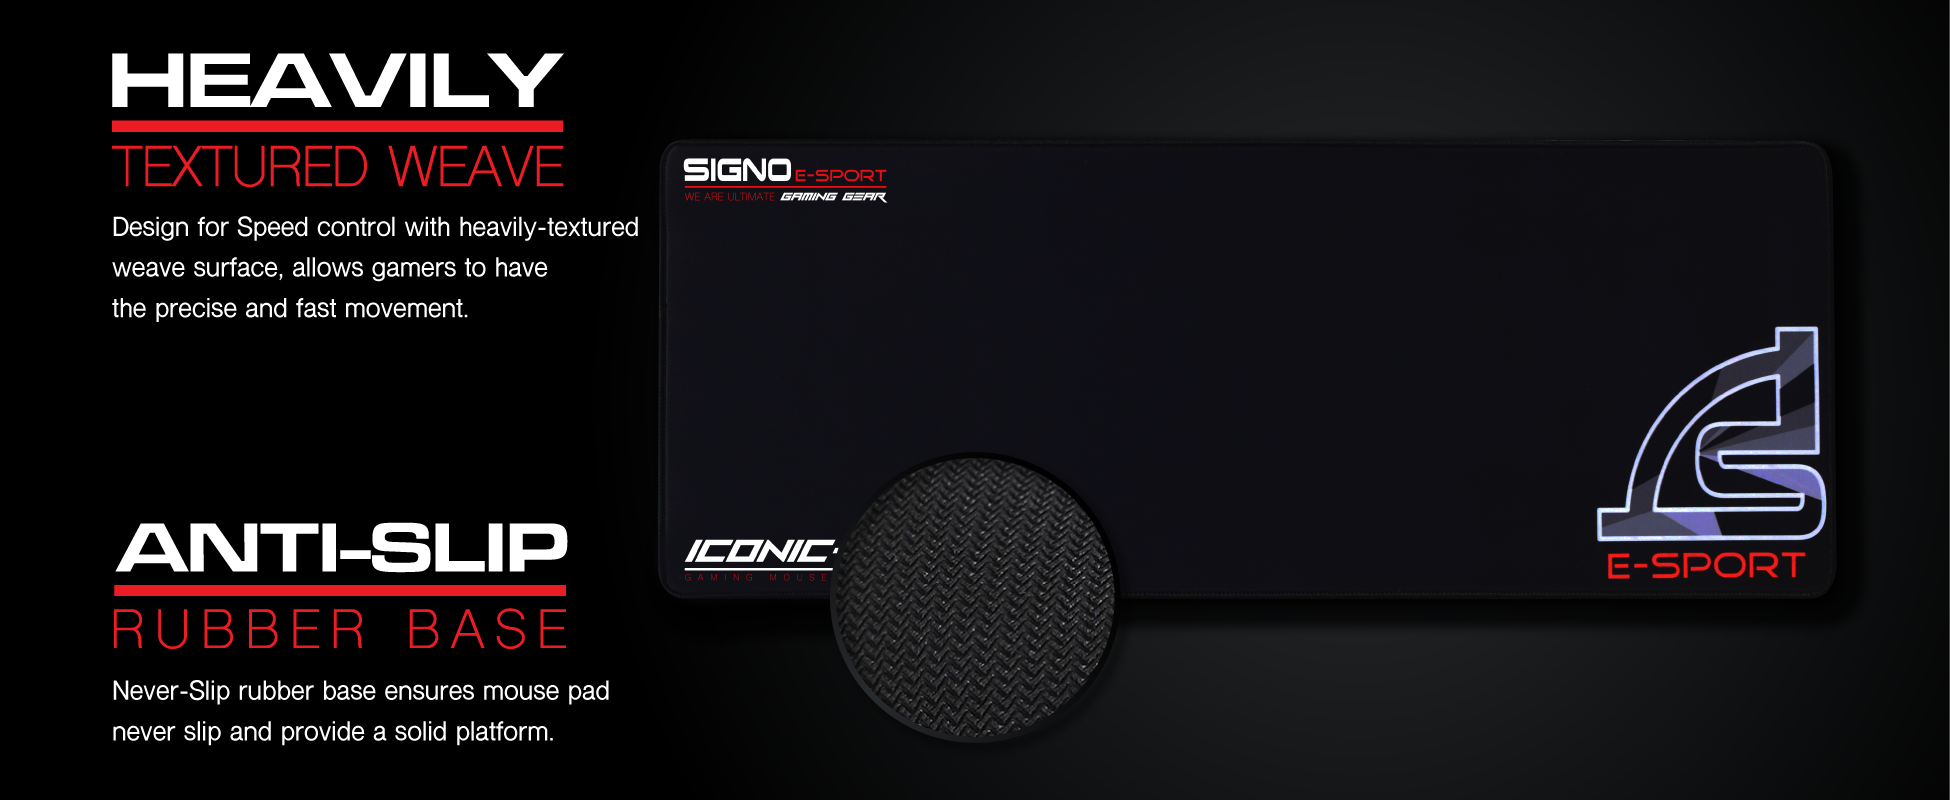 HEAVILY
TEXTURED WEAVE
Design for Speed control with heavily-textured
weave surface, allows gamers to have
the precise and fast movement.
ANTI-SLIP
RUBBER BASE
Never-Slip rubber base ensures mouse pad
never slip and provide a solid platform.
SIGNO E-SPORT
WE ARE ULTIMATE GAMING GEAR
ICONIC-
GAMING MOUSE
E-SPORT